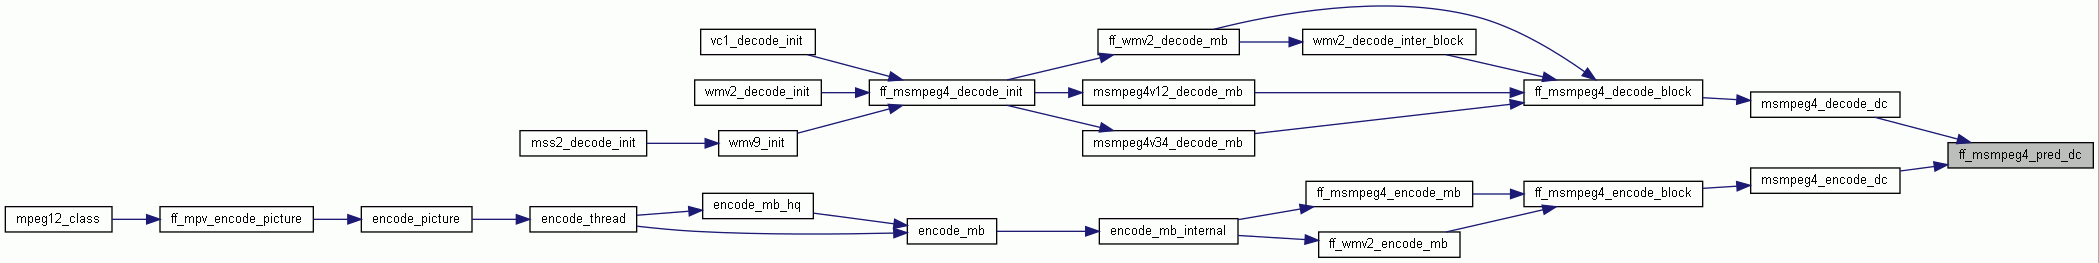 vc1_decode_init
ff_wmv2_decode_mb
wmv2_decode_inter_block
wmv2_decode_init
ff_msmpeg4_decode_init
msmpeg4v12_decode_mb
ff_msmpeg4_decode_block
msmpeg4_decode_dc
mss2_decode_init
wmv9_init
msmpeg4v34_decode_mb
ff_msmpeg4_pred_dc
msmpeg4_encode_dc
ff_msmpeg4_encode_mb
ff_msmpeg4_encode_block
encode_mb_hq
mpeg12_class
ff_mpv_encode_picture
encode_picture
encode_thread
encode_mb
encode_mb_internal
ff_wmv2_encode_mb